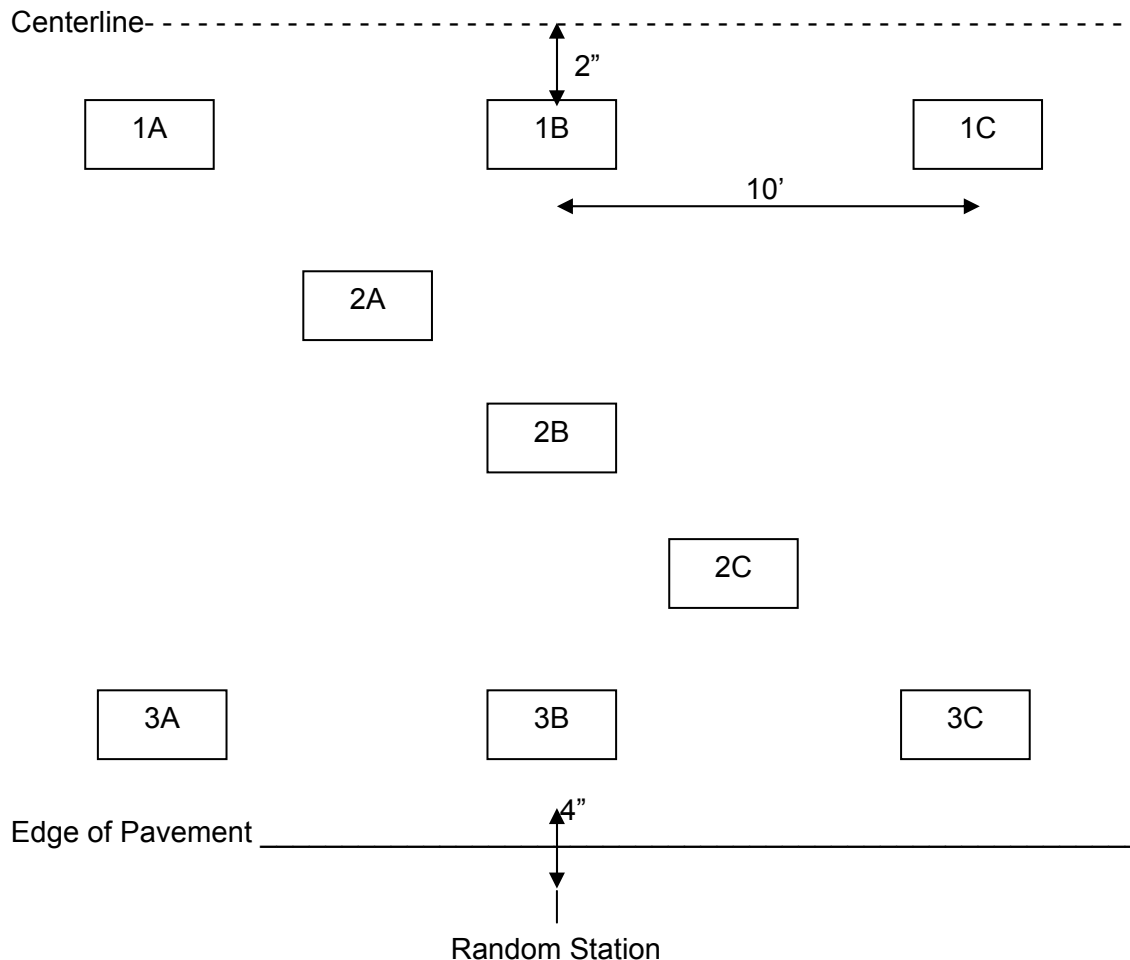 Centerline
2”
1A 1B 1C
10’
2A
2B
2C
3A 3B 3C
4”
Edge of Pavement
Random Station